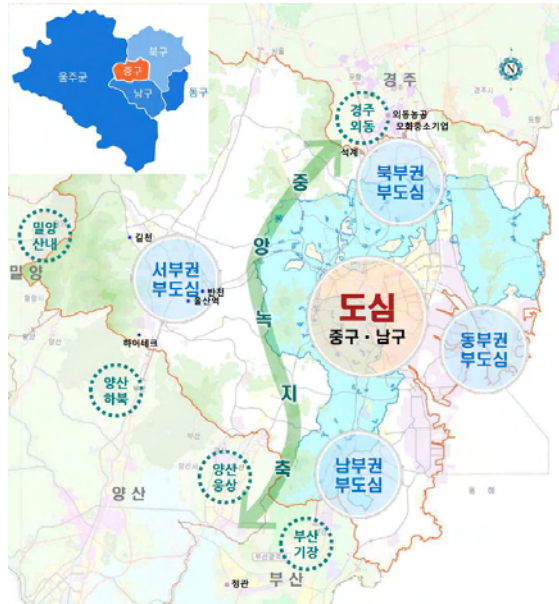 북구
울주군
중구
남구
동구
경주
N
경주
외동
외동농공
모화중소기업
석계
북부권
부도심
중
앙
녹
지
축
밀양
산내
밀양
길천
서부권
부도심
반천
울산역
하이테크
도심
중구·남구
동부권
부도심
양산
하북
양산
웅상
남부권
부도심
양산
부산
기장
동해
정관
부산